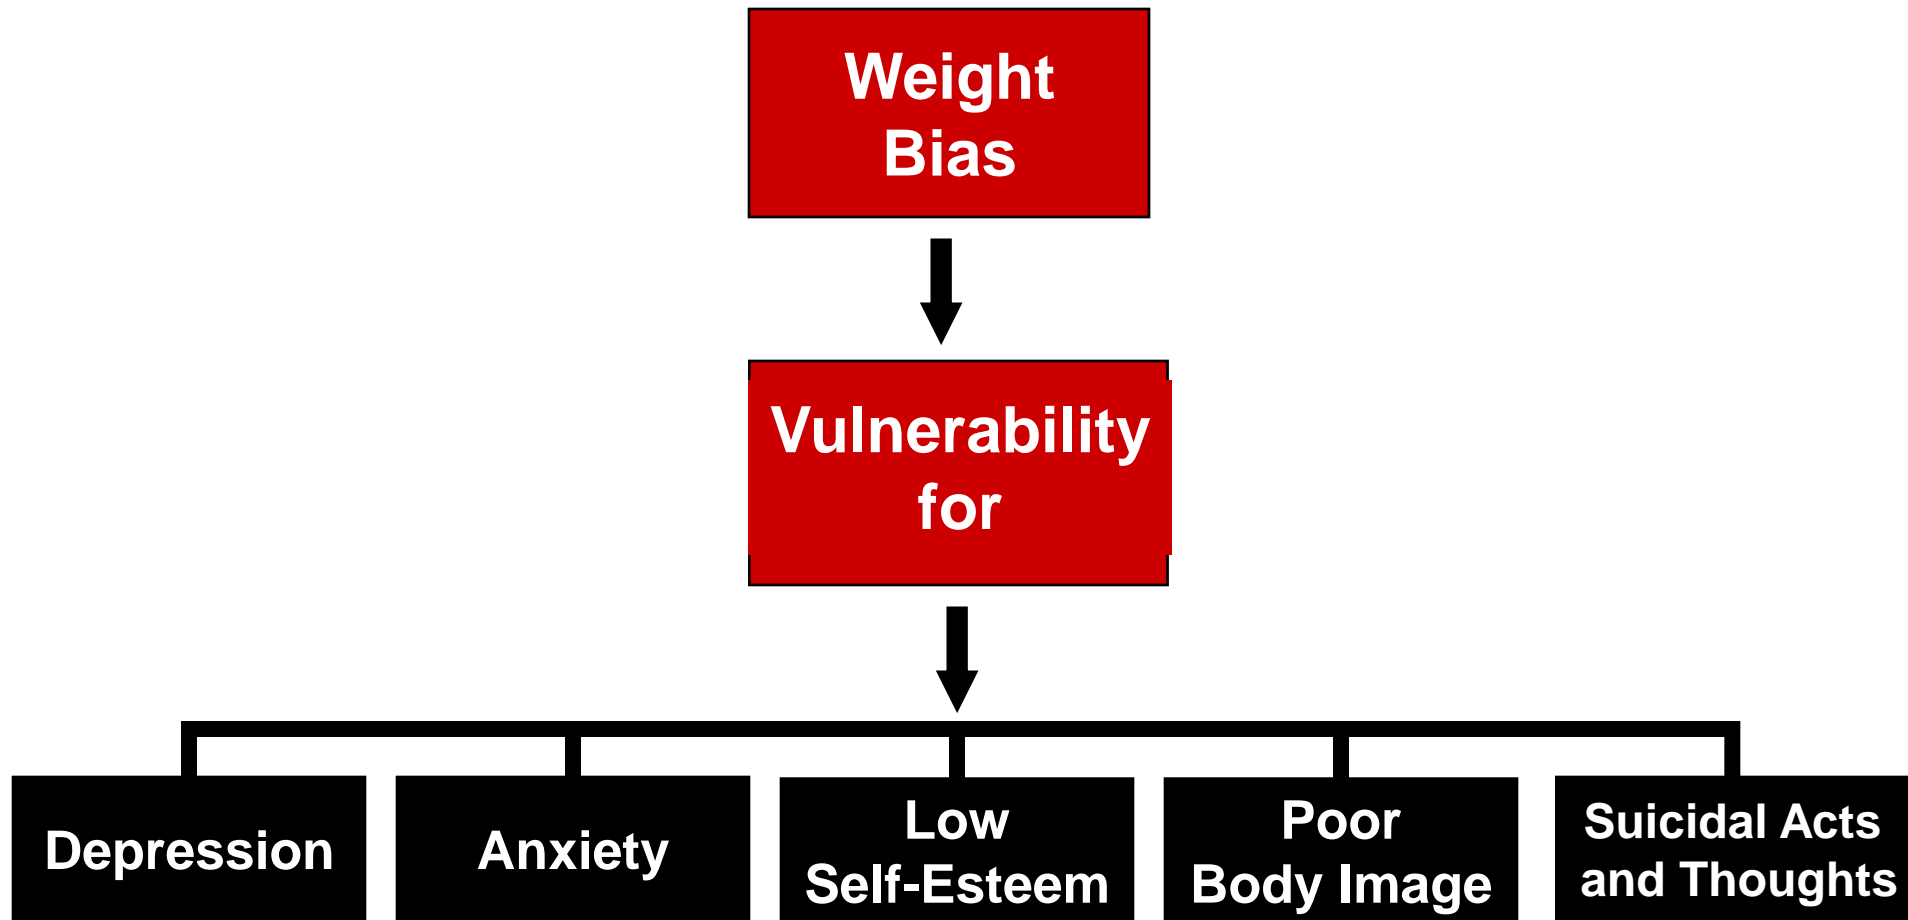 Weight
Bias
Vulnerability
for
Depression
Anxiety
Low
Self-Esteem
Poor
Body Image
Suicidal Acts
and Thoughts